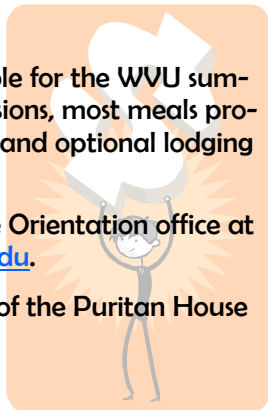 ble for the WVU sum-
sions, most meals pro-
and optional lodging
e Orientation office at
du.
of the Puritan House